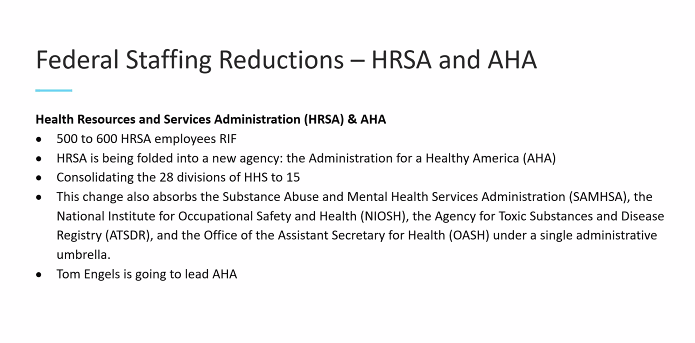 Federal Staffing Reductions – HRSA and AHA
Health Resources and Services Administration (HRSA) & AHA
• 500 to 600 HRSA employees RIF
• HRSA is being folded into a new agency: the Administration for a Healthy America (AHA)
• Consolidating the 28 divisions of HHS to 15
• This change also absorbs the Substance Abuse and Mental Health Services Administration (SAMHSA), the
National Institute for Occupational Safety and Health (NIOSH), the Agency for Toxic Substances and Disease
Registry (ATSDR), and the Office of the Assistant Secretary for Health (OASH) under a single administrative
umbrella.
• Tom Engels is going to lead AHA